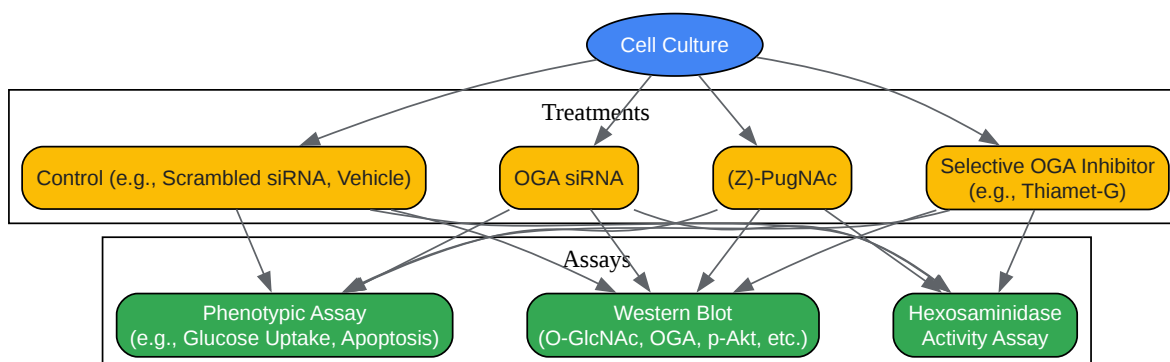 Cell Culture
Treatments
Control (e.g., Scrambled siRNA, Vehicle)
OGA siRNA
(Z)-PugNAc
Selective OGA Inhibitor
(e.g., Thiamet-G)
Assays
Phenotypic Assay
(e.g., Glucose Uptake, Apoptosis)
Western Blot
(O-GlcNAc, OGA, p-Akt, etc.)
Hexosaminidase
Activity Assay